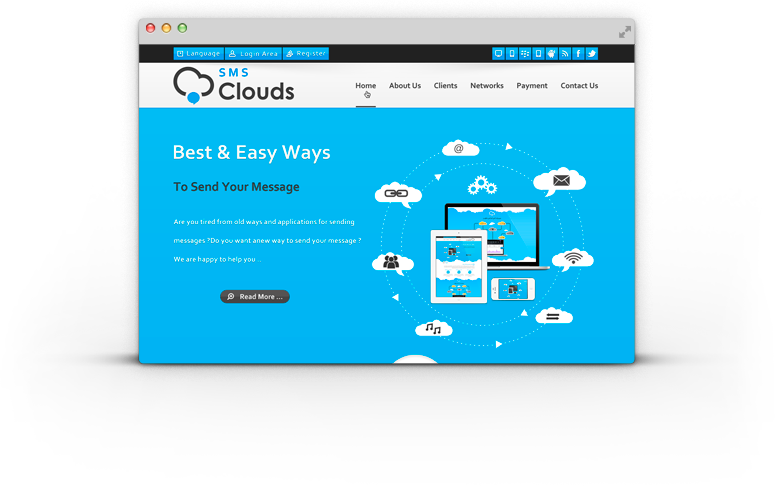 Language
Login Area
Register
SMS
Clouds
Home
About Us
Clients
Networks
Payment
Contact Us
Best & Easy Ways
To Send Your Message
Are you tired from old ways and applications for sending
messages ?Do you want anew way to send your message ?
We are happy to help you ...
Read More ...
@